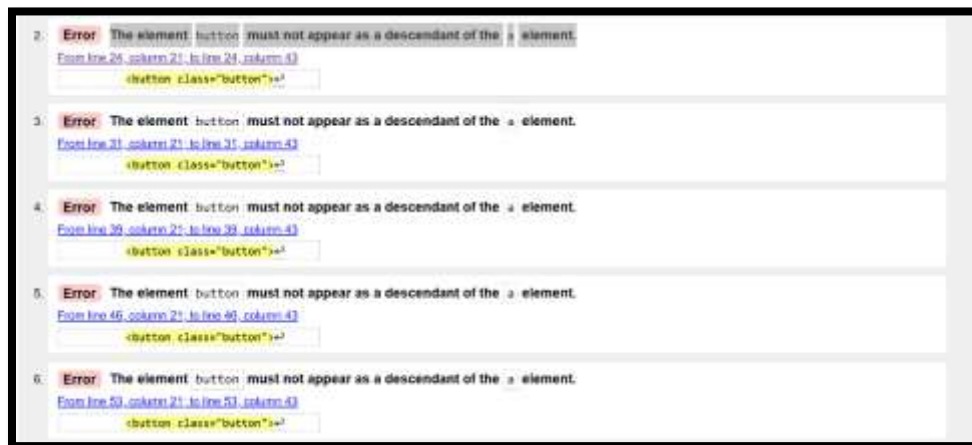 2. Error The element button must not appear as a descendant of the a element.
From line 24, column 21; to line 24, column 43
<button class="button">↩
3. Error The element button must not appear as a descendant of the a element.
From line 31, column 21; to line 31, column 43
<button class="button">↩
4. Error The element button must not appear as a descendant of the a element.
From line 39, column 21; to line 39, column 43
<button class="button">↩
5. Error The element button must not appear as a descendant of the a element.
From line 46, column 21; to line 46, column 43
<button class="button">↩
6. Error The element button must not appear as a descendant of the a element.
From line 53, column 21; to line 53, column 43
<button class="button">↩